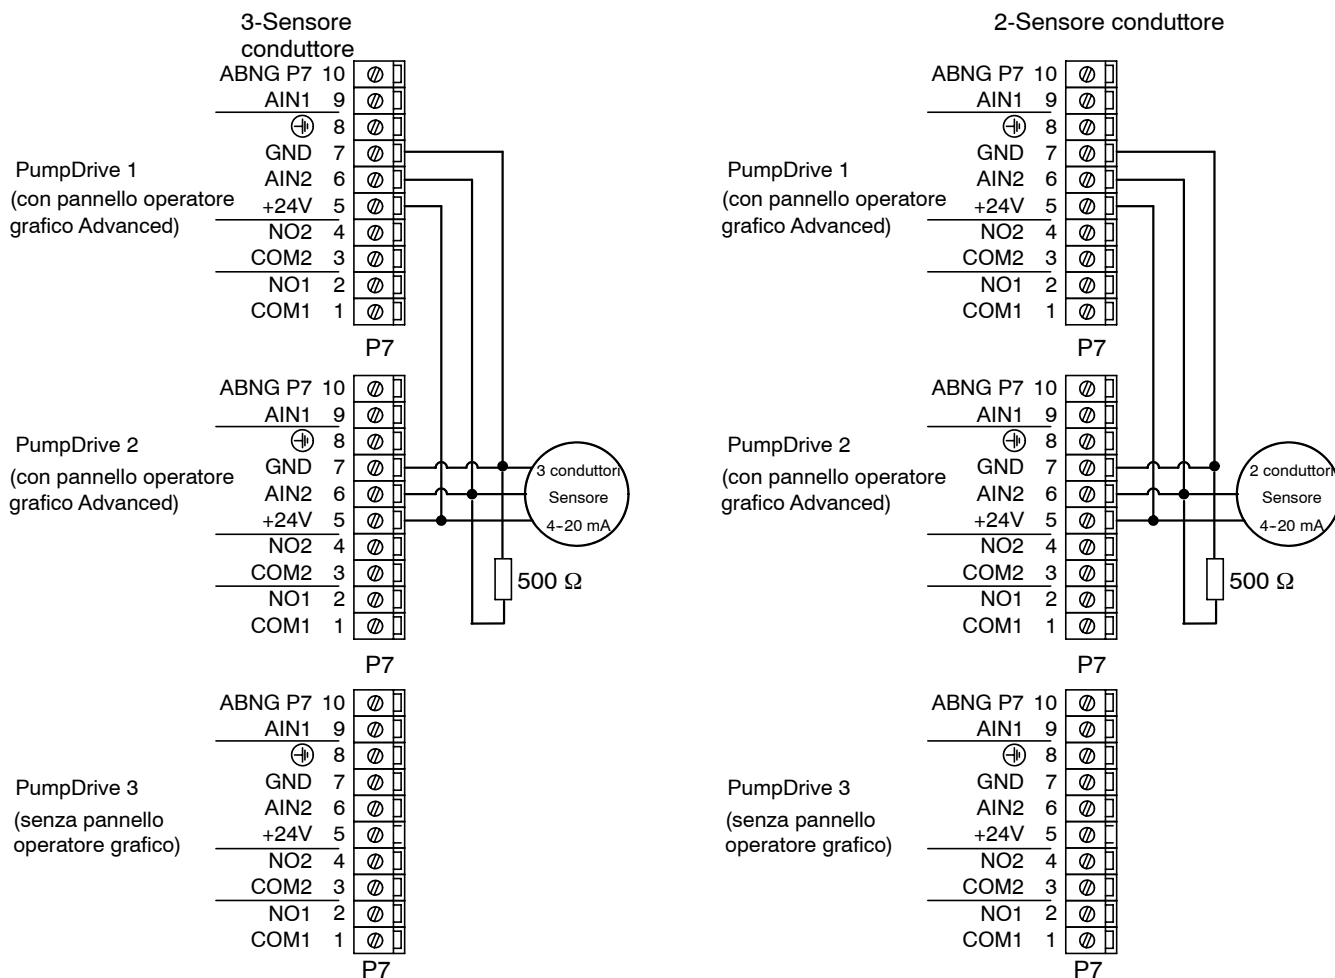 3-Sensore
conduttore
ABNG P7 10
AIN1 9
8
GND 7
AIN2 6
+24V 5
NO2 4
COM2 3
NO1 2
COM1 1
P7
PumpDrive 1
(con pannello operatore
grafico Advanced)
ABNG P7 10
AIN1 9
8
GND 7
AIN2 6
+24V 5
NO2 4
COM2 3
NO1 2
COM1 1
P7
PumpDrive 2
(con pannello operatore
grafico Advanced)
3 conduttori
Sensore
4-20 mA
500 Ω
ABNG P7 10
AIN1 9
8
GND 7
AIN2 6
+24V 5
NO2 4
COM2 3
NO1 2
COM1 1
P7
PumpDrive 3
(senza pannello
operatore grafico)
2-Sensore conduttore
ABNG P7 10
AIN1 9
8
GND 7
AIN2 6
+24V 5
NO2 4
COM2 3
NO1 2
COM1 1
P7
PumpDrive 1
(con pannello operatore
grafico Advanced)
ABNG P7 10
AIN1 9
8
GND 7
AIN2 6
+24V 5
NO2 4
COM2 3
NO1 2
COM1 1
P7
PumpDrive 2
(con pannello operatore
grafico Advanced)
2 conduttori
Sensore
4-20 mA
500 Ω
ABNG P7 10
AIN1 9
8
GND 7
AIN2 6
+24V 5
NO2 4
COM2 3
NO1 2
COM1 1
P7
PumpDrive 3
(senza pannello
operatore grafico)